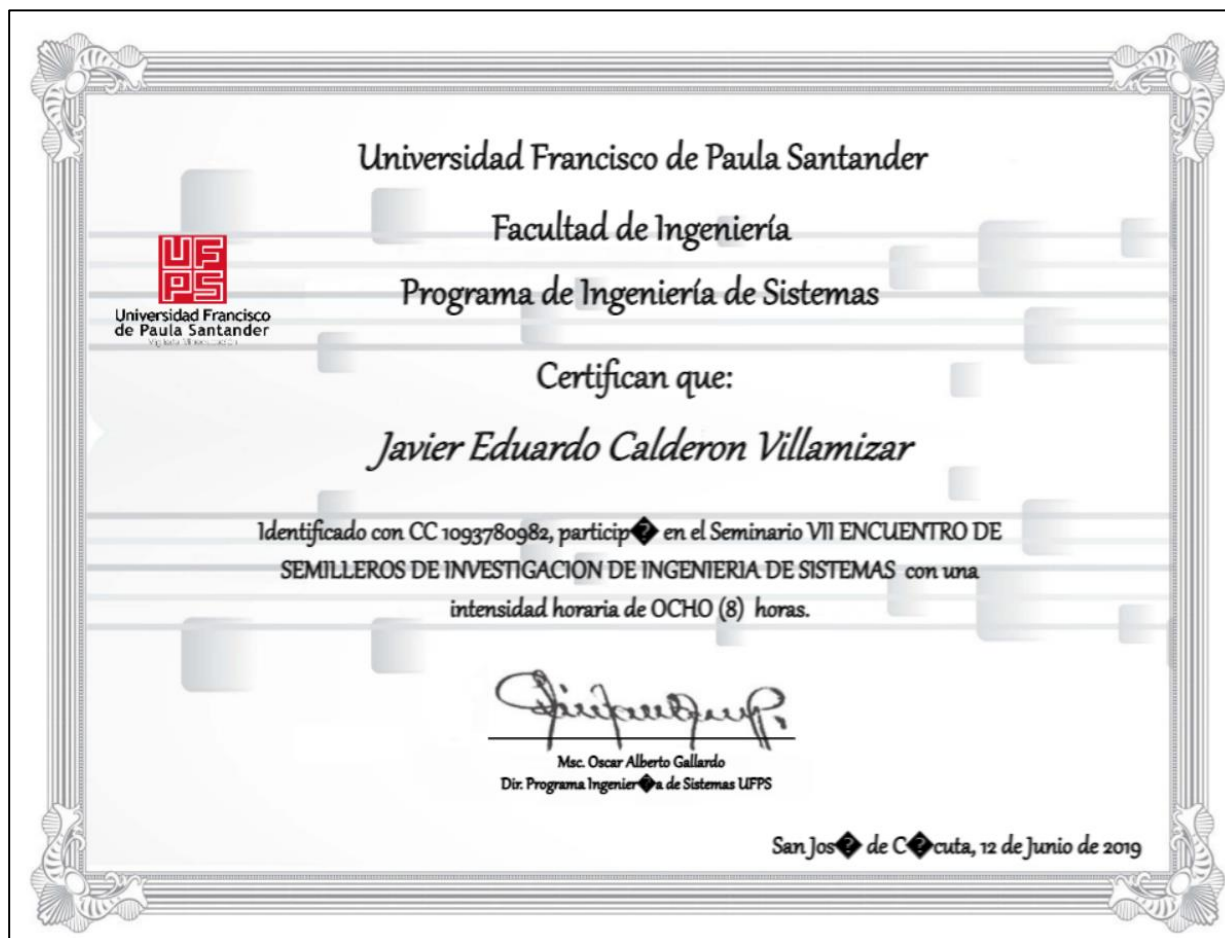 Universidad Francisco de Paula Santander
Facultad de Ingeniería
Programa de Ingeniería de Sistemas
UFPS
Universidad Francisco
de Paula Santander
Vigilada Mineducación
Certifican que:
Javier Eduardo Calderon Villamizar
Identificado con CC 1093780982, particip� en el Seminario VII ENCUENTRO DE
SEMILLEROS DE INVESTIGACION DE INGENIERIA DE SISTEMAS con una
intensidad horaria de OCHO (8) horas.
Msc. Oscar Alberto Gallardo
Dir. Programa Ingenier�a de Sistemas UFPS
San Jos� de C�cuta, 12 de Junio de 2019